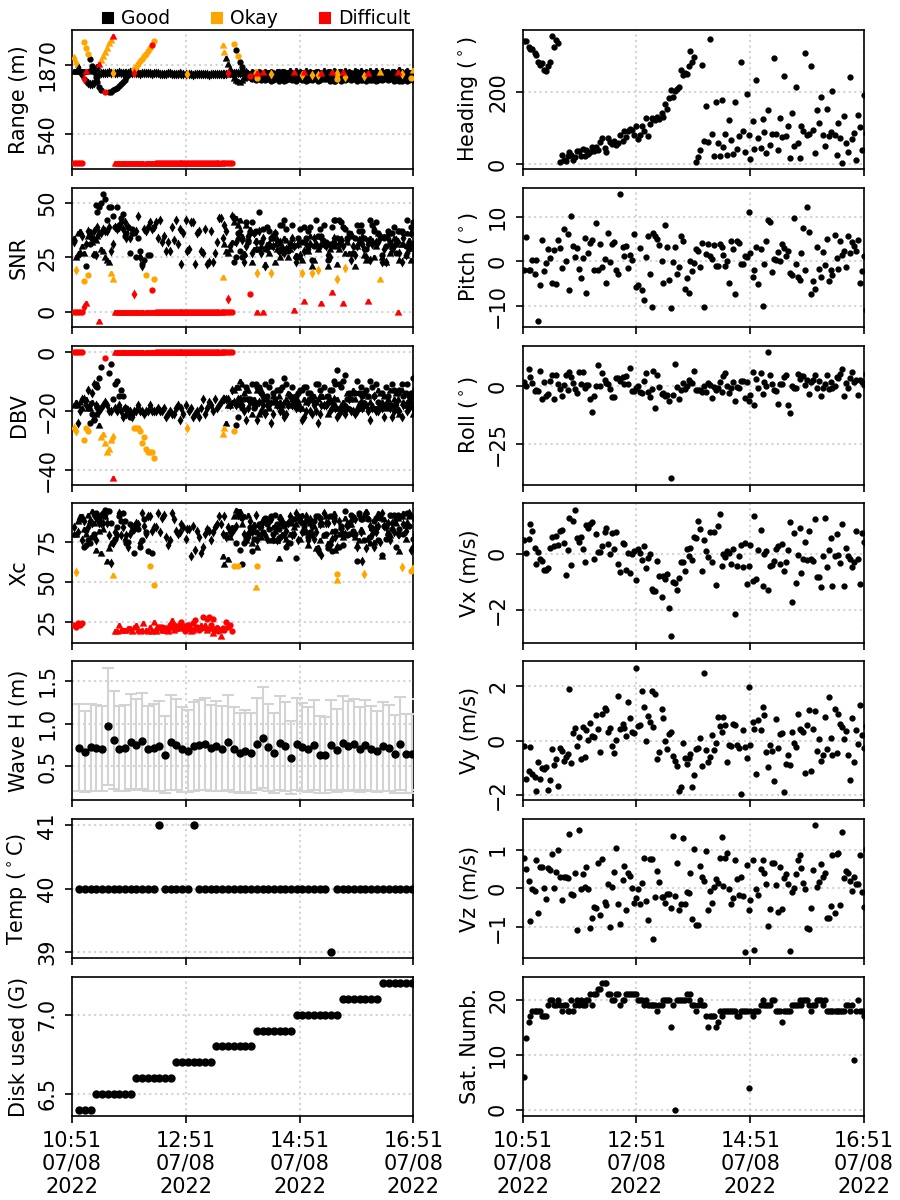 Good Okay Difficult
Range (m)
1870
540
Heading (°)
200
0
SNR
50
25
0
Pitch (°)
10
0
−10
DBV
0
−20
−40
Roll (°)
0
−25
Xc
75
50
25
Vx (m/s)
0
−2
Wave H (m)
1.5
1.0
0.5
Vy (m/s)
2
0
−2
Temp (°C)
41
40
39
Vz (m/s)
1
0
−1
Disk used (G)
7.0
6.5
Sat. Numb.
20
10
0
10:51 12:51 14:51 16:51
07/08 07/08 07/08 07/08
2022 2022 2022 2022
10:51 12:51 14:51 16:51
07/08 07/08 07/08 07/08
2022 2022 2022 2022